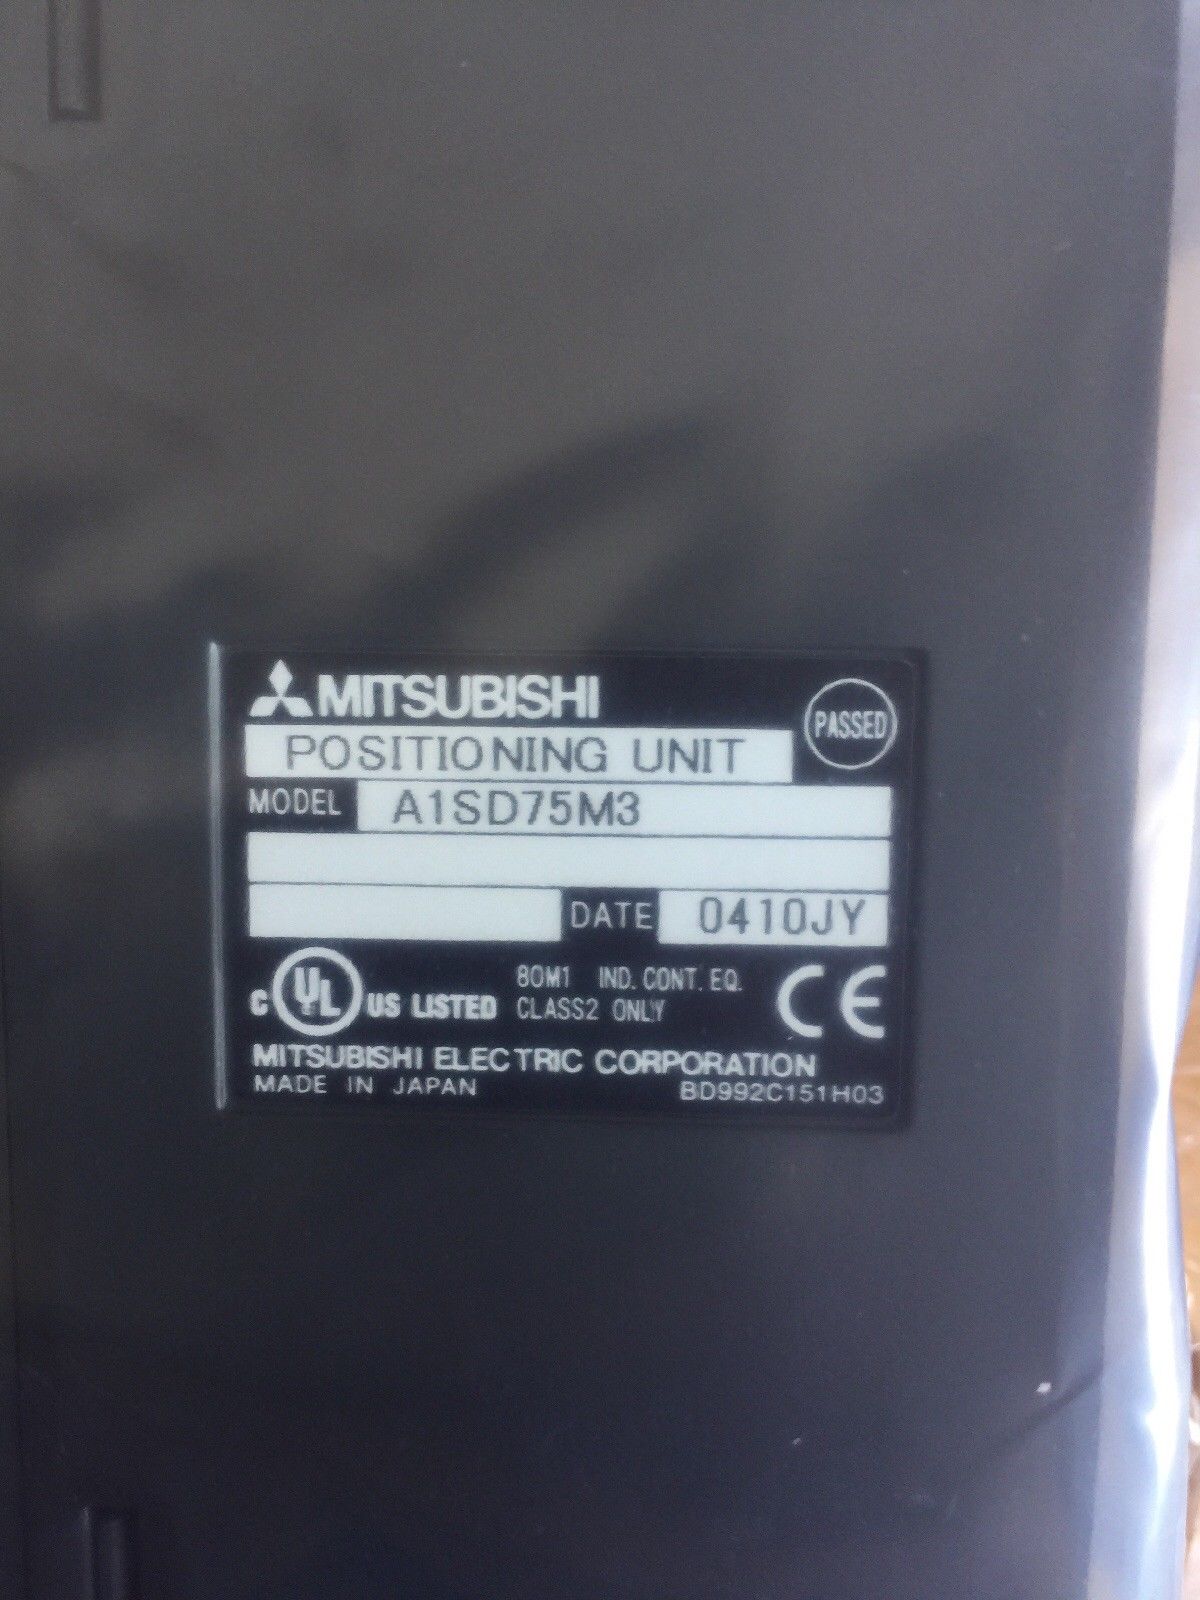 MITSUBISHI
PASSED
POSITIONING UNIT
MODEL A1SD75M3
DATE 0410JY
C UL US LISTED 80M1 IND. CONT. EQ.
CLASS2 ONLY CE
MITSUBISHI ELECTRIC CORPORATION
MADE IN JAPAN BD992C151H03